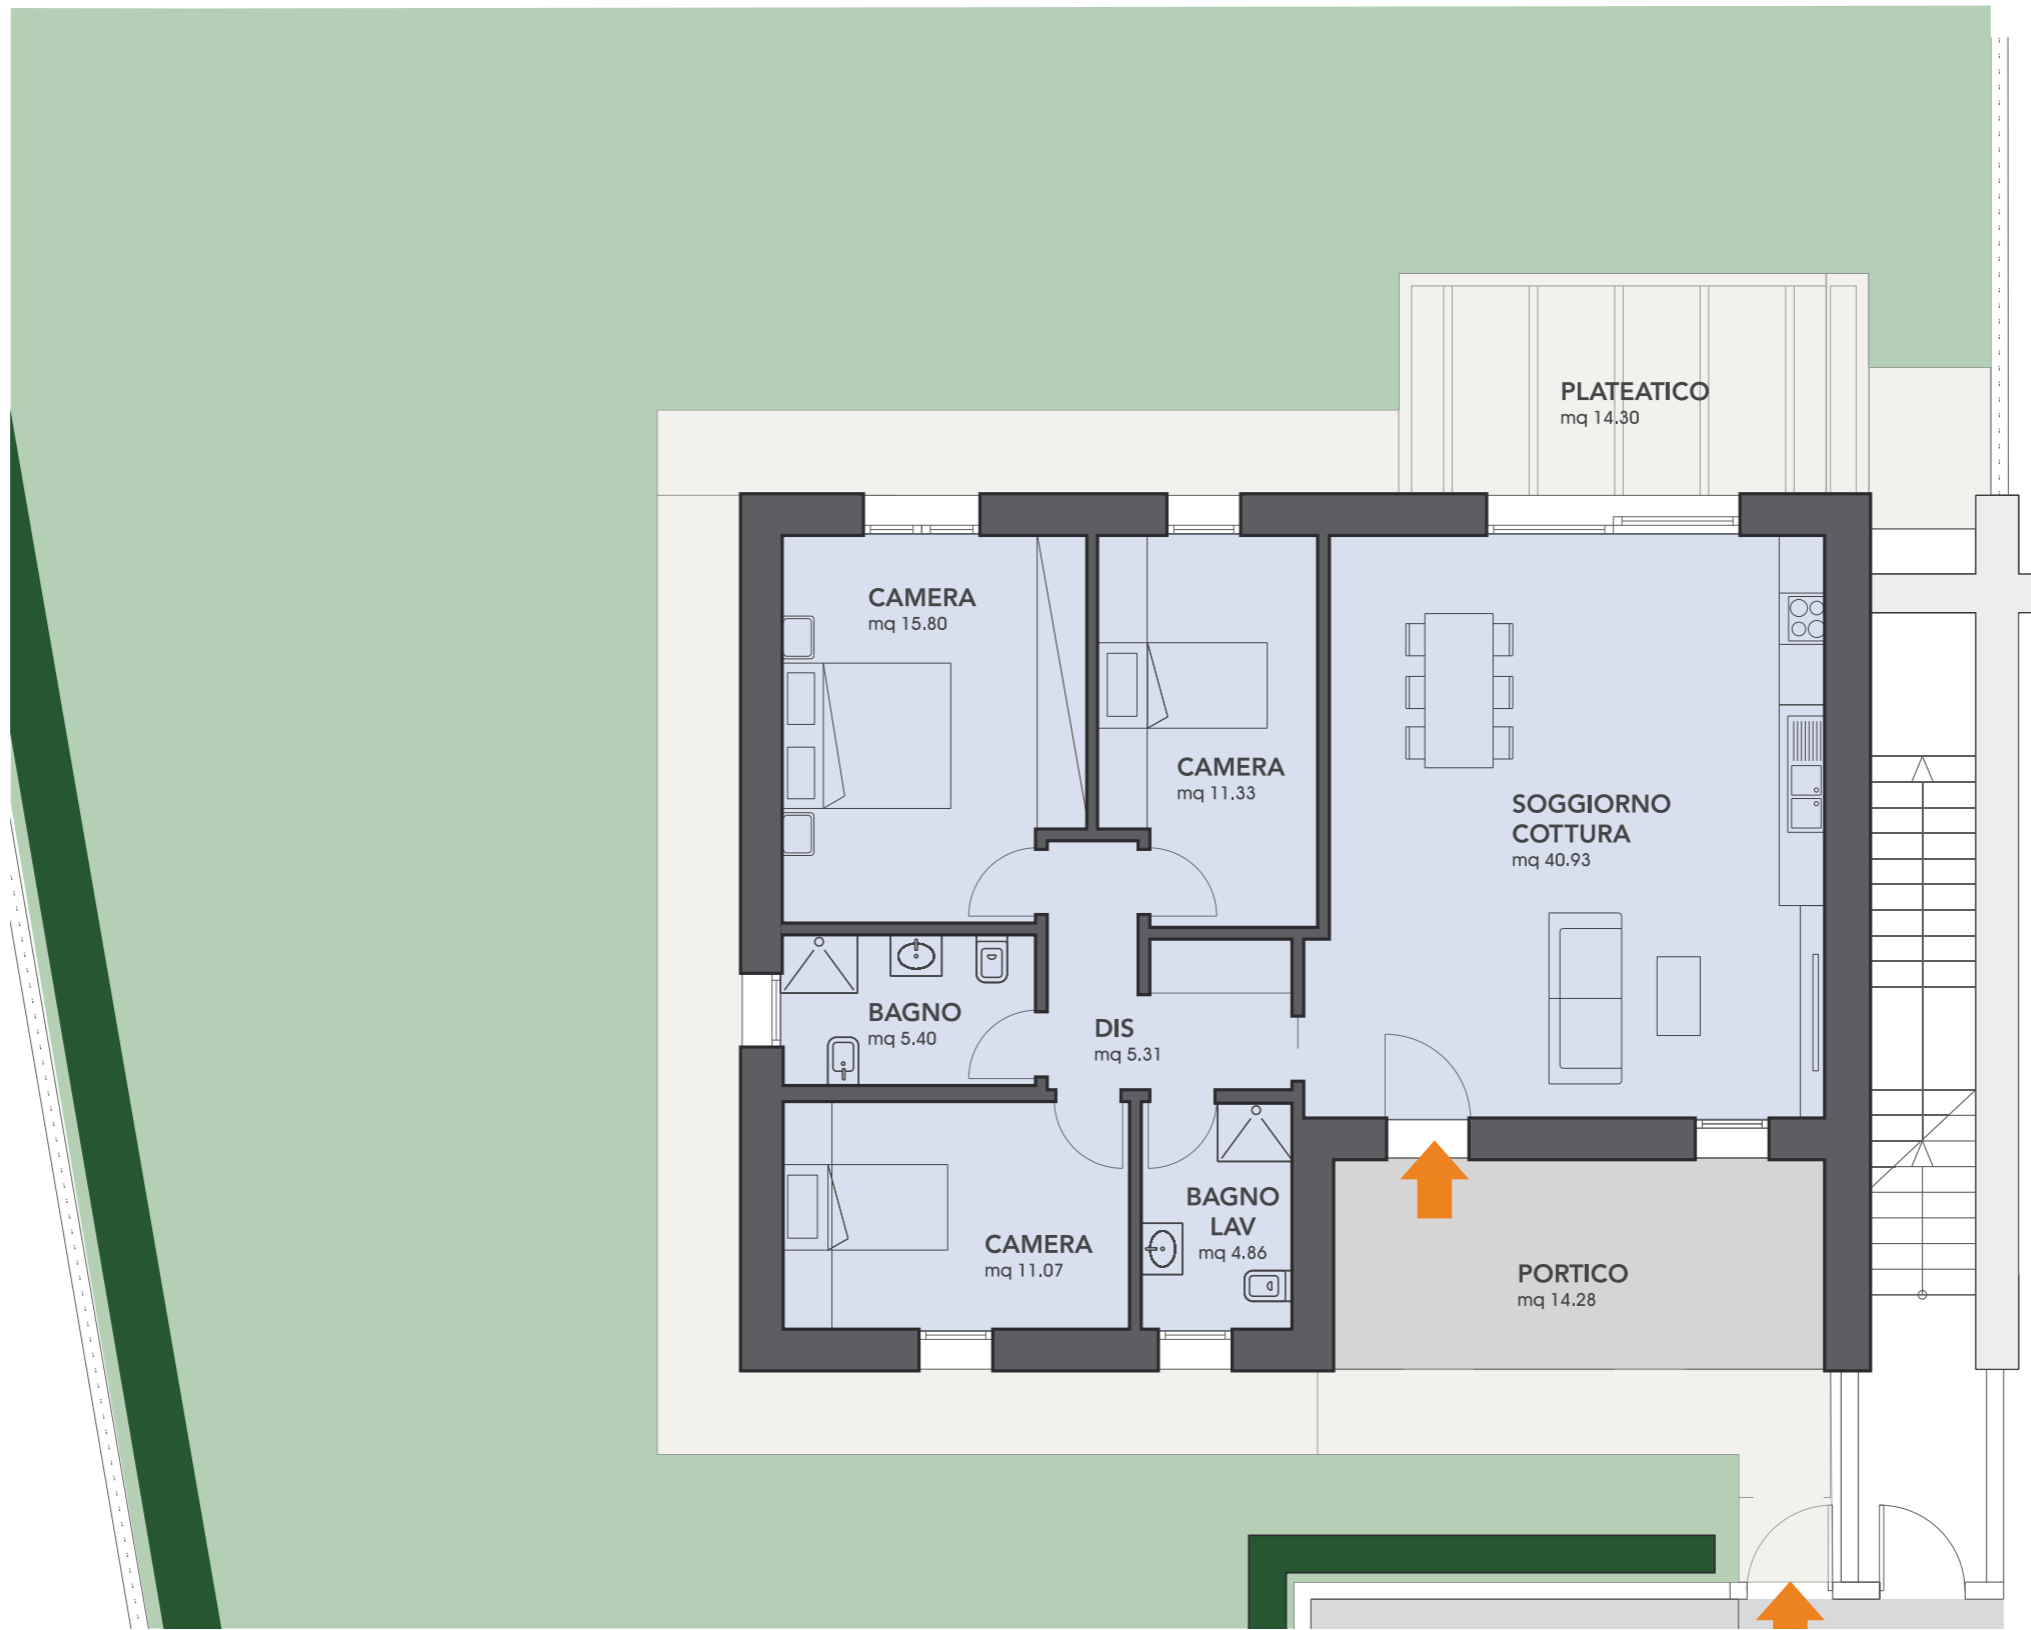 PLATEATICO
mq 14.30
CAMERA
mq 15.80
CAMERA
mq 11.33
SOGGIORNO
COTTURA
mq 40.93
BAGNO
mq 5.40
DIS
mq 5.31
CAMERA
mq 11.07
BAGNO
LAV
mq 4.86
PORTICO
mq 14.28